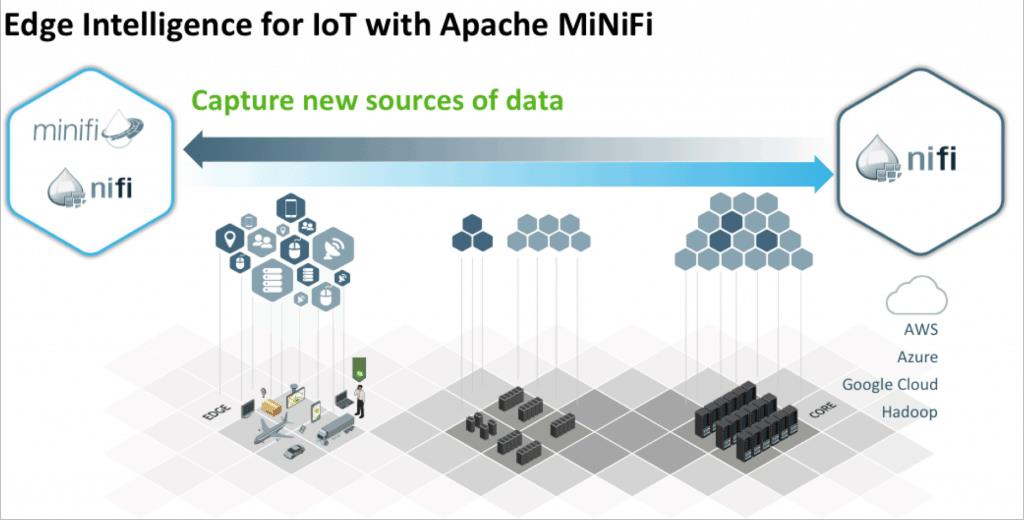 Edge Intelligence for IoT with Apache MiNiFi
Capture new sources of data
minifi
nifi
nifi
EDGE
CORE
AWS
Azure
Google Cloud
Hadoop